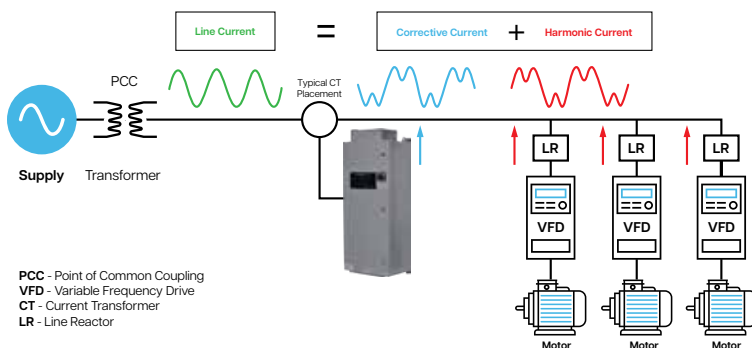 Line Current = Corrective Current + Harmonic Current
PCC
Typical CT
Placement
Supply Transformer
LR LR LR
VFD VFD VFD
PCC - Point of Common Coupling
VFD - Variable Frequency Drive
CT - Current Transformer
LR - Line Reactor
Motor Motor Motor